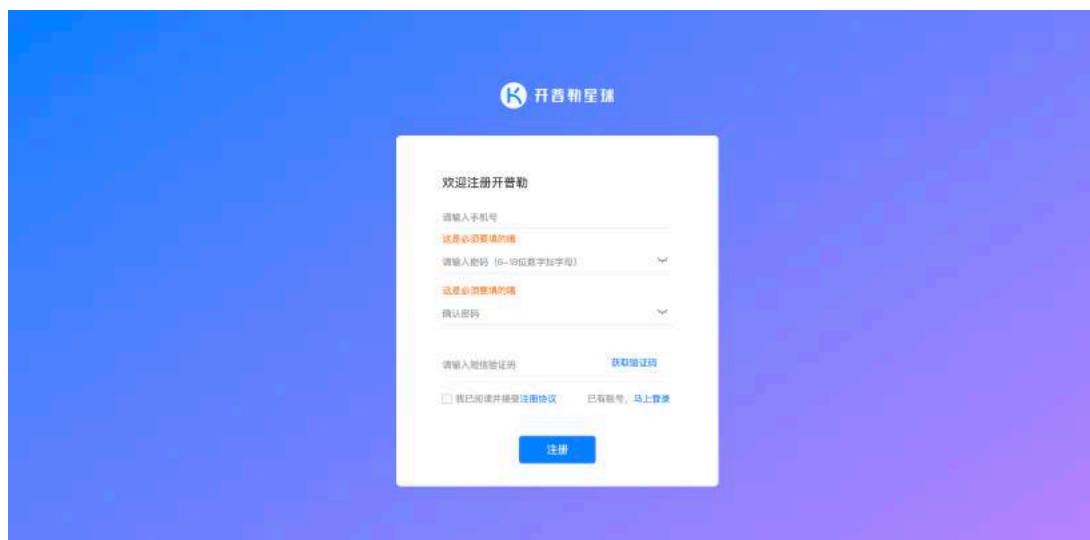 开普勒星球
欢迎注册开普勒
请输入手机号
这是必须要填的哦
请输入密码（6-18位数字加字母）
这是必须要填的哦
确认密码
请输入短信验证码 获取验证码
我已阅读并接受注册协议 已有账号，马上登录
注册